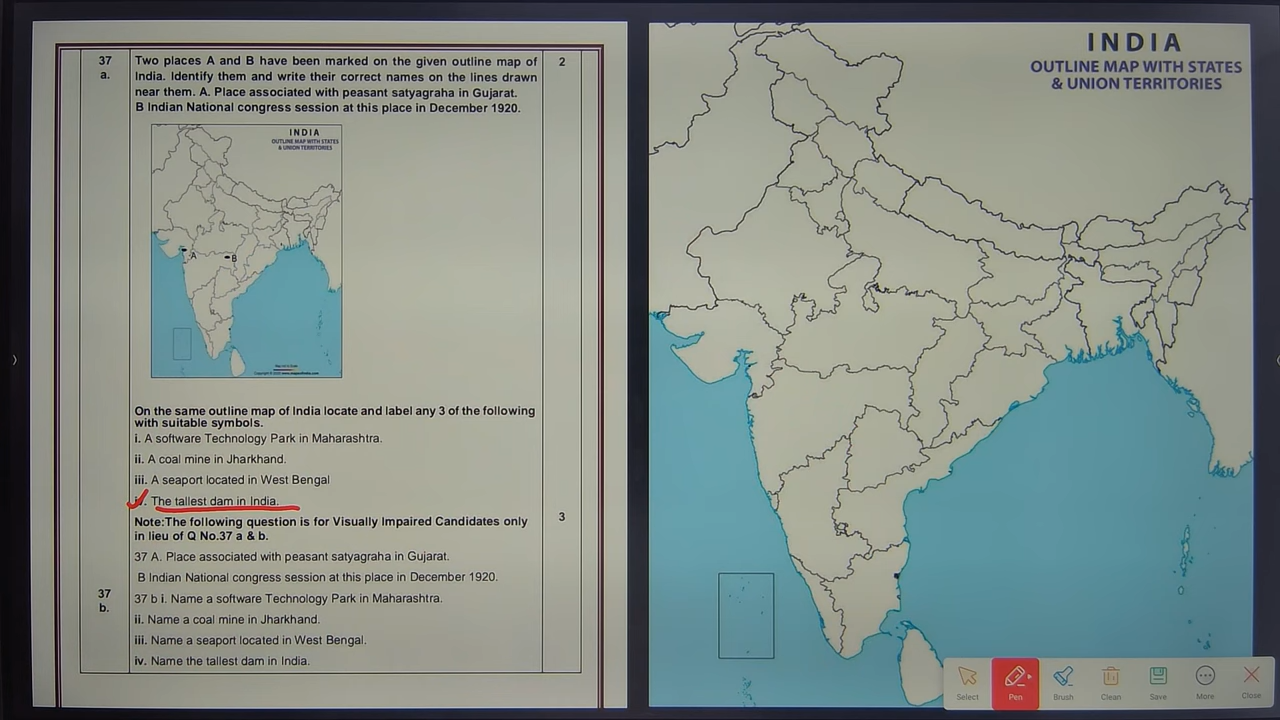 37
a.
Two places A and B have been marked on the given outline map of
India. Identify them and write their correct names on the lines drawn
near them. A. Place associated with peasant satyagraha in Gujarat.
B Indian National congress session at this place in December 1920.
2
INDIA
OUTLINE MAP WITH STATES
& UNION TERRITORIES
A
B
On the same outline map of India locate and label any 3 of the following
with suitable symbols.
i. A software Technology Park in Maharashtra.
ii. A coal mine in Jharkhand.
iii. A seaport located in West Bengal
iv. The tallest dam in India.
Note:The following question is for Visually Impaired Candidates only
in lieu of Q No.37 a & b.
3
37 A. Place associated with peasant satyagraha in Gujarat.
B Indian National congress session at this place in December 1920.
37
b.
37 b i. Name a software Technology Park in Maharashtra.
ii. Name a coal mine in Jharkhand.
iii. Name a seaport located in West Bengal.
iv. Name the tallest dam in India.
INDIA
OUTLINE MAP WITH STATES
& UNION TERRITORIES
Select
Pen
Brush
Clean
Save
More
Close